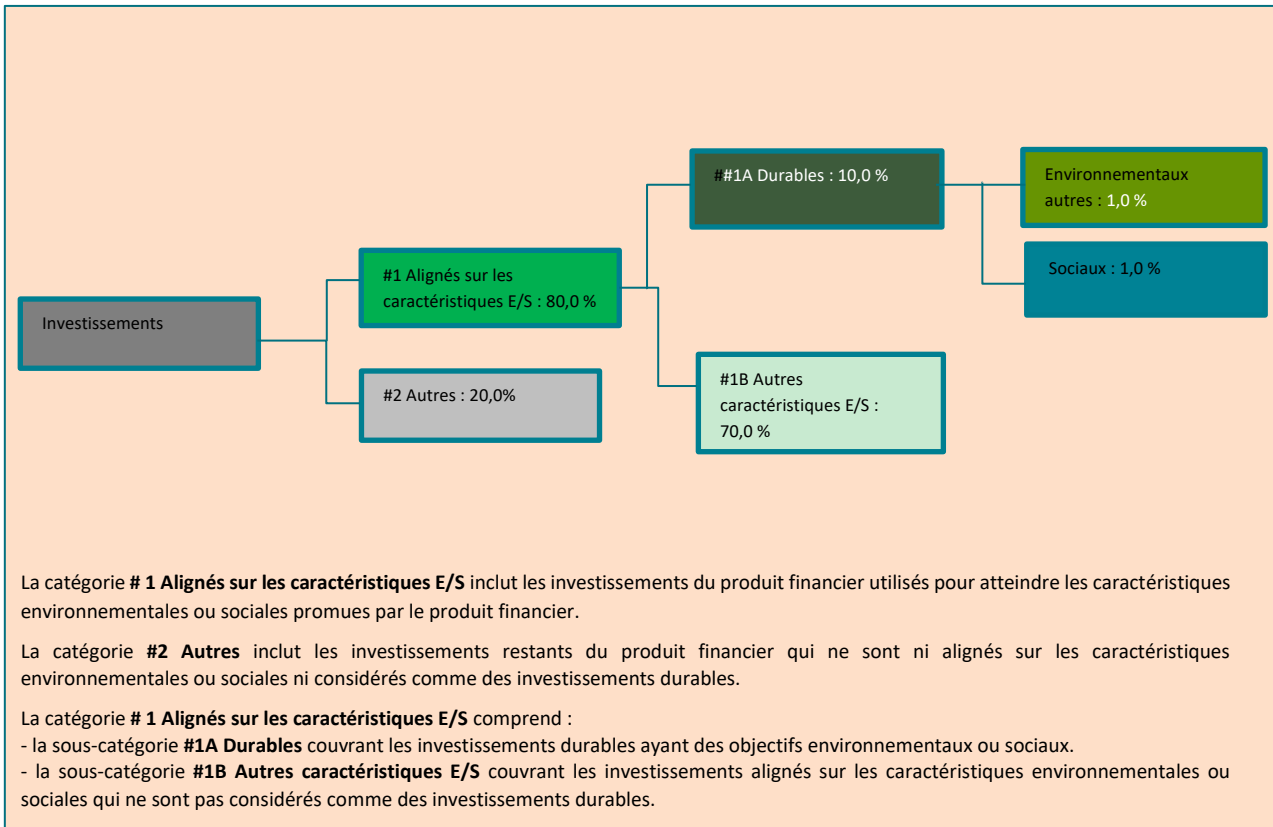 ##1A Durables : 10,0 %
Environnementaux
autres : 1,0 %
#1 Alignés sur les
caractéristiques E/S : 80,0 %
Sociaux : 1,0 %
Investissements
#2 Autres : 20,0%
#1B Autres
caractéristiques E/S :
70,0 %
La catégorie # 1 Alignés sur les caractéristiques E/S inclut les investissements du produit financier utilisés pour atteindre les caractéristiques
environnementales ou sociales promues par le produit financier.
La catégorie #2 Autres inclut les investissements restants du produit financier qui ne sont ni alignés sur les caractéristiques
environnementales ou sociales ni considérés comme des investissements durables.
La catégorie # 1 Alignés sur les caractéristiques E/S comprend :
- la sous-catégorie #1A Durables couvrant les investissements durables ayant des objectifs environnementaux ou sociaux.
- la sous-catégorie #1B Autres caractéristiques E/S couvrant les investissements alignés sur les caractéristiques environnementales ou
sociales qui ne sont pas considérés comme des investissements durables.